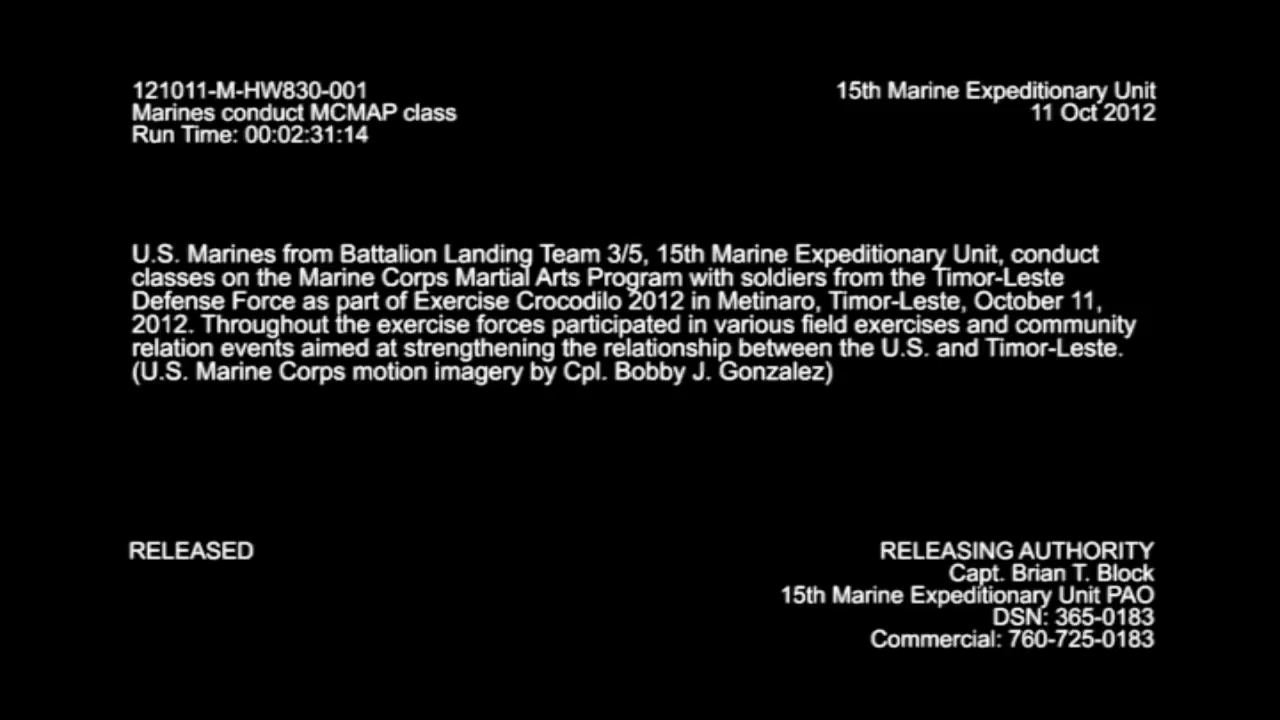 121011-M-HW830-001
Marines conduct MCMAP class
Run Time: 00:02:31:14
15th Marine Expeditionary Unit
11 Oct 2012
U.S. Marines from Battalion Landing Team 3/5, 15th Marine Expeditionary Unit, conduct
classes on the Marine Corps Martial Arts Program with soldiers from the Timor-Leste
Defense Force as part of Exercise Crocodilo 2012 in Metinaro, Timor-Leste, October 11,
2012. Throughout the exercise forces participated in various field exercises and community
relation events aimed at strengthening the relationship between the U.S. and Timor-Leste.
(U.S. Marine Corps motion imagery by Cpl. Bobby J. Gonzalez)
RELEASED
RELEASING AUTHORITY
Capt. Brian T. Block
15th Marine Expeditionary Unit PAO
DSN: 365-0183
Commercial: 760-725-0183